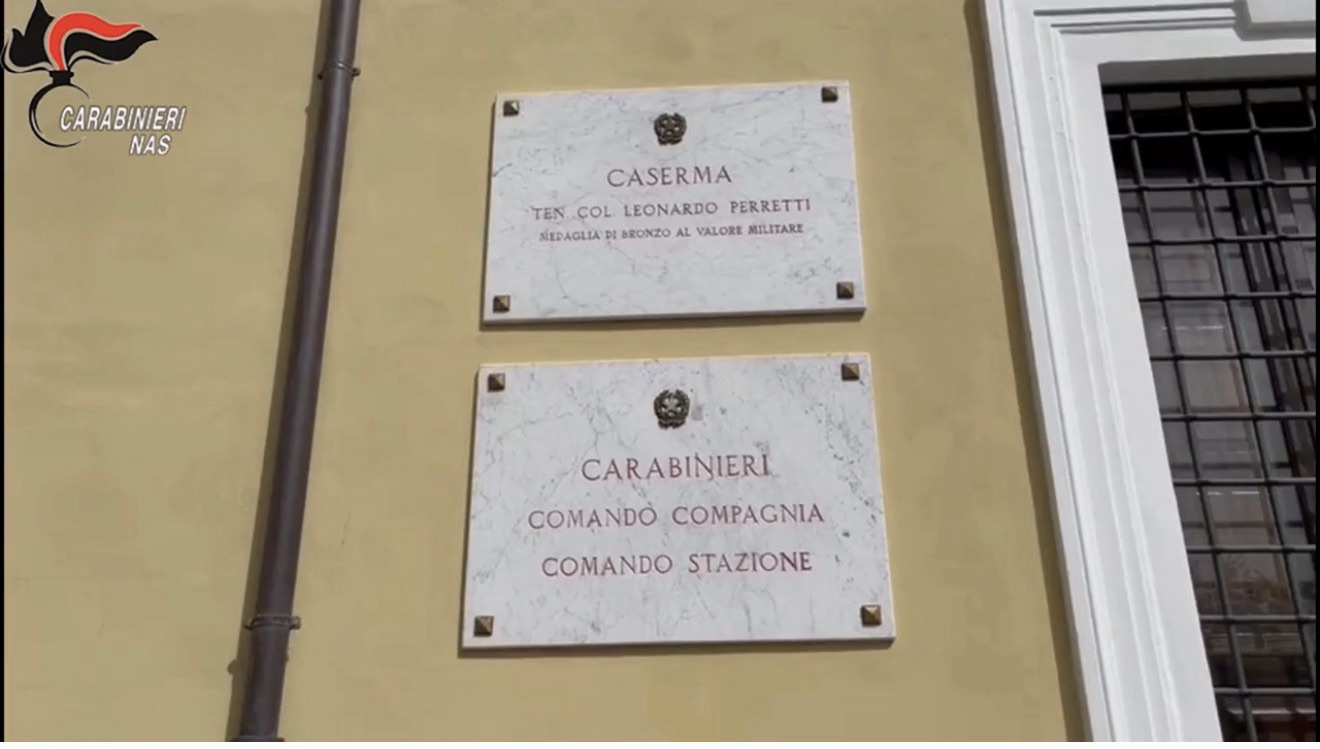 CARABINIERI
NAS
CASERMA
TEN. COL. LEONARDO PERRETTI
MEDAGLIA DI BRONZO AL VALORE MILITARE
CARABINIERI
COMANDO COMPAGNIA
COMANDO STAZIONE